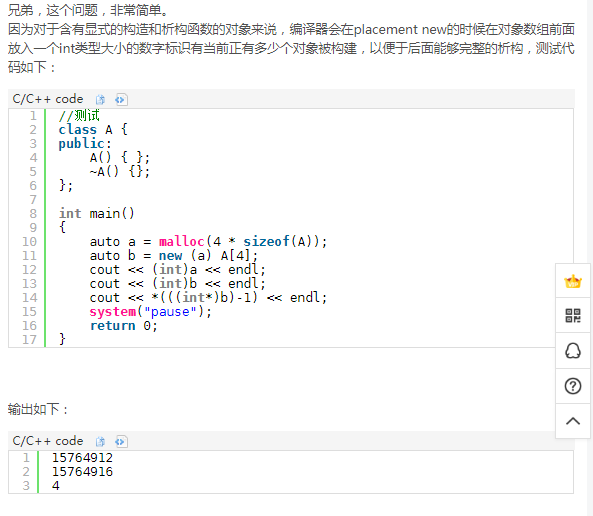 兄弟，这个问题，非常简单。
因为对于含有显式的构造和析构函数的对象来说，编译器会在placement new的时候在对象数组前面
放入一个int类型大小的数字标识有当前正有多少个对象被构建，以便于后面能够完整的析构，测试代
码如下：
C/C++ code
1 //测试
2 class A {
3 public:
4 A() { };
5 ~A() {};
6 };
7
8 int main()
9 {
10 auto a = malloc(4 * sizeof(A));
11 auto b = new (a) A[4];
12 cout << (int)a << endl;
13 cout << (int)b << endl;
14 cout << *(((int*)b)-1) << endl;
15 system("pause");
16 return 0;
17 }
输出如下：
C/C++ code
1 15764912
2 15764916
3 4